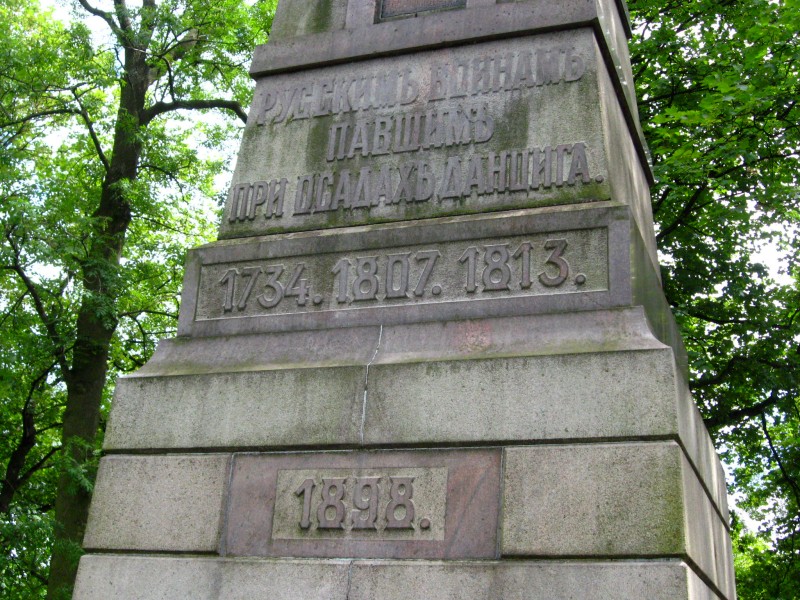 РУССКИМЪ ВОИНАМЪ
ПАВШИМЪ
ПРИ ОСАДАХЪ ДАНЦИГА.
1734. 1807. 1813.
1898.